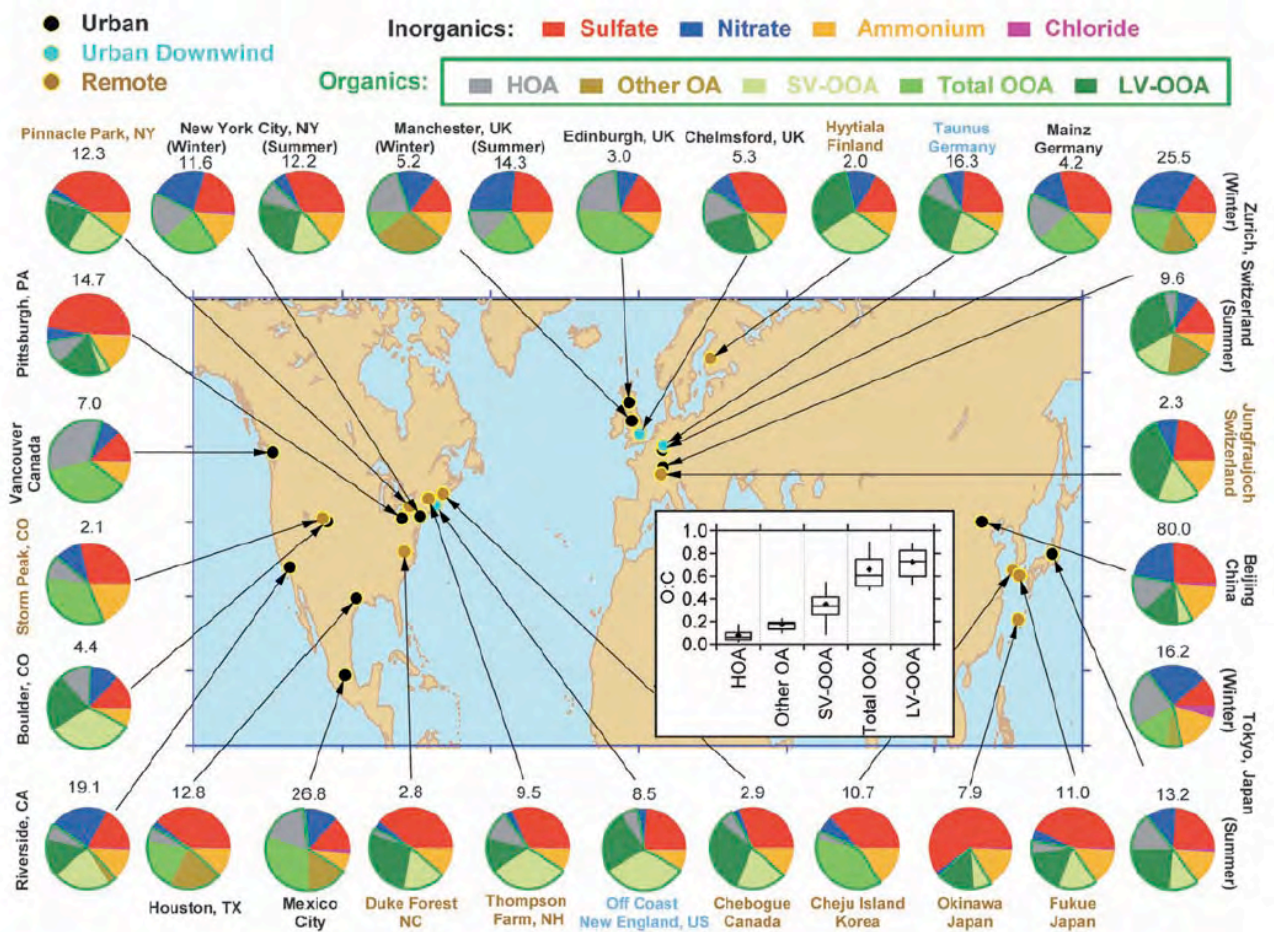 Urban
Urban Downwind
Remote
Inorganics: Sulfate Nitrate Ammonium Chloride
Organics: HOA Other OA SV-OOA Total OOA LV-OOA
Pinnacle Park, NY
12.3
New York City, NY
(Winter) (Summer)
11.6 12.2
Manchester, UK
(Winter) (Summer)
5.2 14.3
Edinburgh, UK
3.0
Chelmsford, UK
5.3
Hyytiala
Finland
2.0
Taunus
Germany
16.3
Mainz
Germany
4.2
25.5
(Winter)
Zurich, Switzerland
9.6
(Summer)
Pittsburgh, PA
14.7
Vancouver
Canada
7.0
Storm Peak, CO
2.1
Boulder, CO
4.4
Riverside, CA
19.1
2.3
Jungfraujoch
Switzerland
80.0
Beijing
China
16.2
(Winter)
Tokyo, Japan
13.2
(Summer)
O:C
1.0
0.8
0.6
0.4
0.2
0.0
HOA
Other OA
SV-OOA
Total OOA
LV-OOA
12.8
Houston, TX
26.8
Mexico
City
2.8
Duke Forest
NC
9.5
Thompson
Farm, NH
8.5
Off Coast
New England, US
2.9
Chebogue
Canada
10.7
Cheju Island
Korea
7.9
Okinawa
Japan
11.0
Fukue
Japan